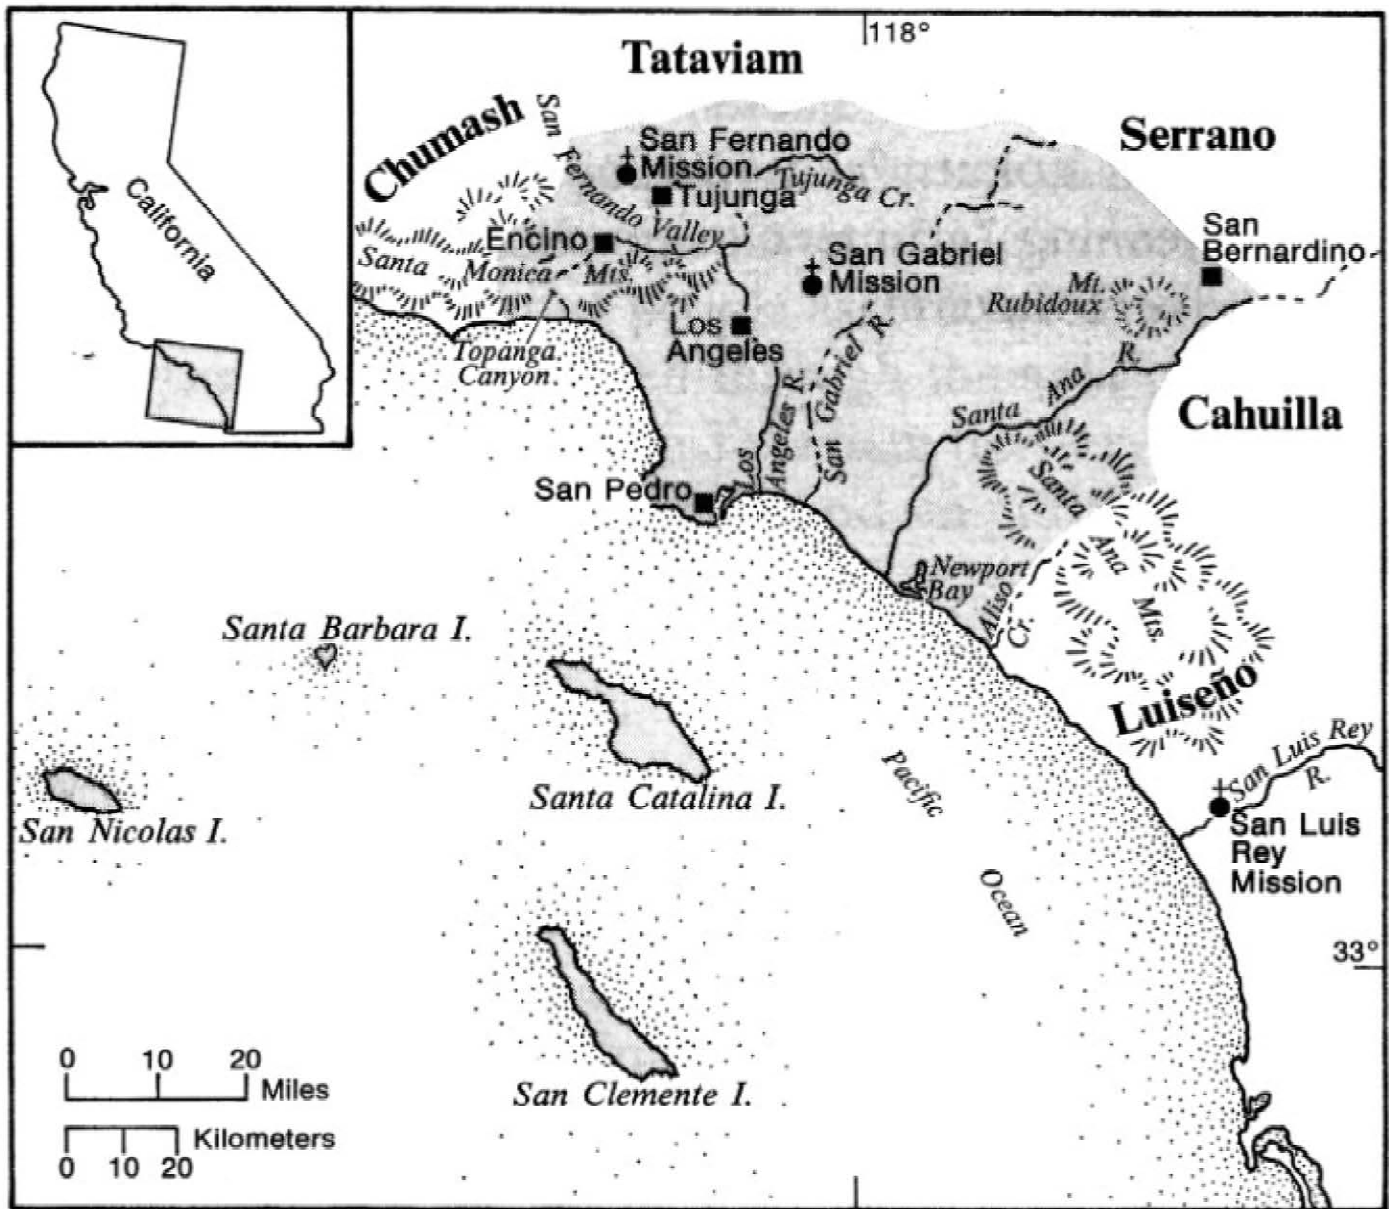 118°
Tataviam
Chumash
Serrano
California
San Fernando
Mission
San Fernando Valley
Tujunga
Tujunga Cr.
Encino
San Gabriel
Mission
San
Bernardino
Santa Monica Mts.
Mt.
Rubidoux
Los
Angeles
Topanga
Canyon
Los Angeles R.
San Gabriel R.
Santa Ana R.
Cahuilla
San Pedro
Santa Ana Mts.
Newport
Bay
Aliso
Cr.
Santa Barbara I.
Luiseño
Santa Catalina I.
San Nicolas I.
Pacific
Ocean
San Luis Rey
R.
San Luis
Rey
Mission
33°
San Clemente I.
0 10 20
Miles
Kilometers
0 10 20